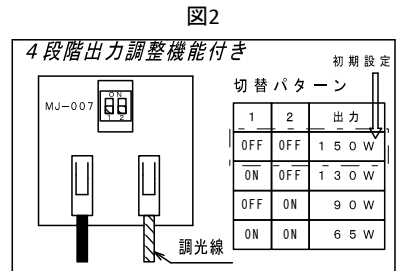 図2
4段階出力調整機能付き
初期設定
切替パターン
MJ-007
ON
1 2
1 2 出力
OFF OFF 150W
ON OFF 130W
OFF ON 90W
ON ON 65W
調光線